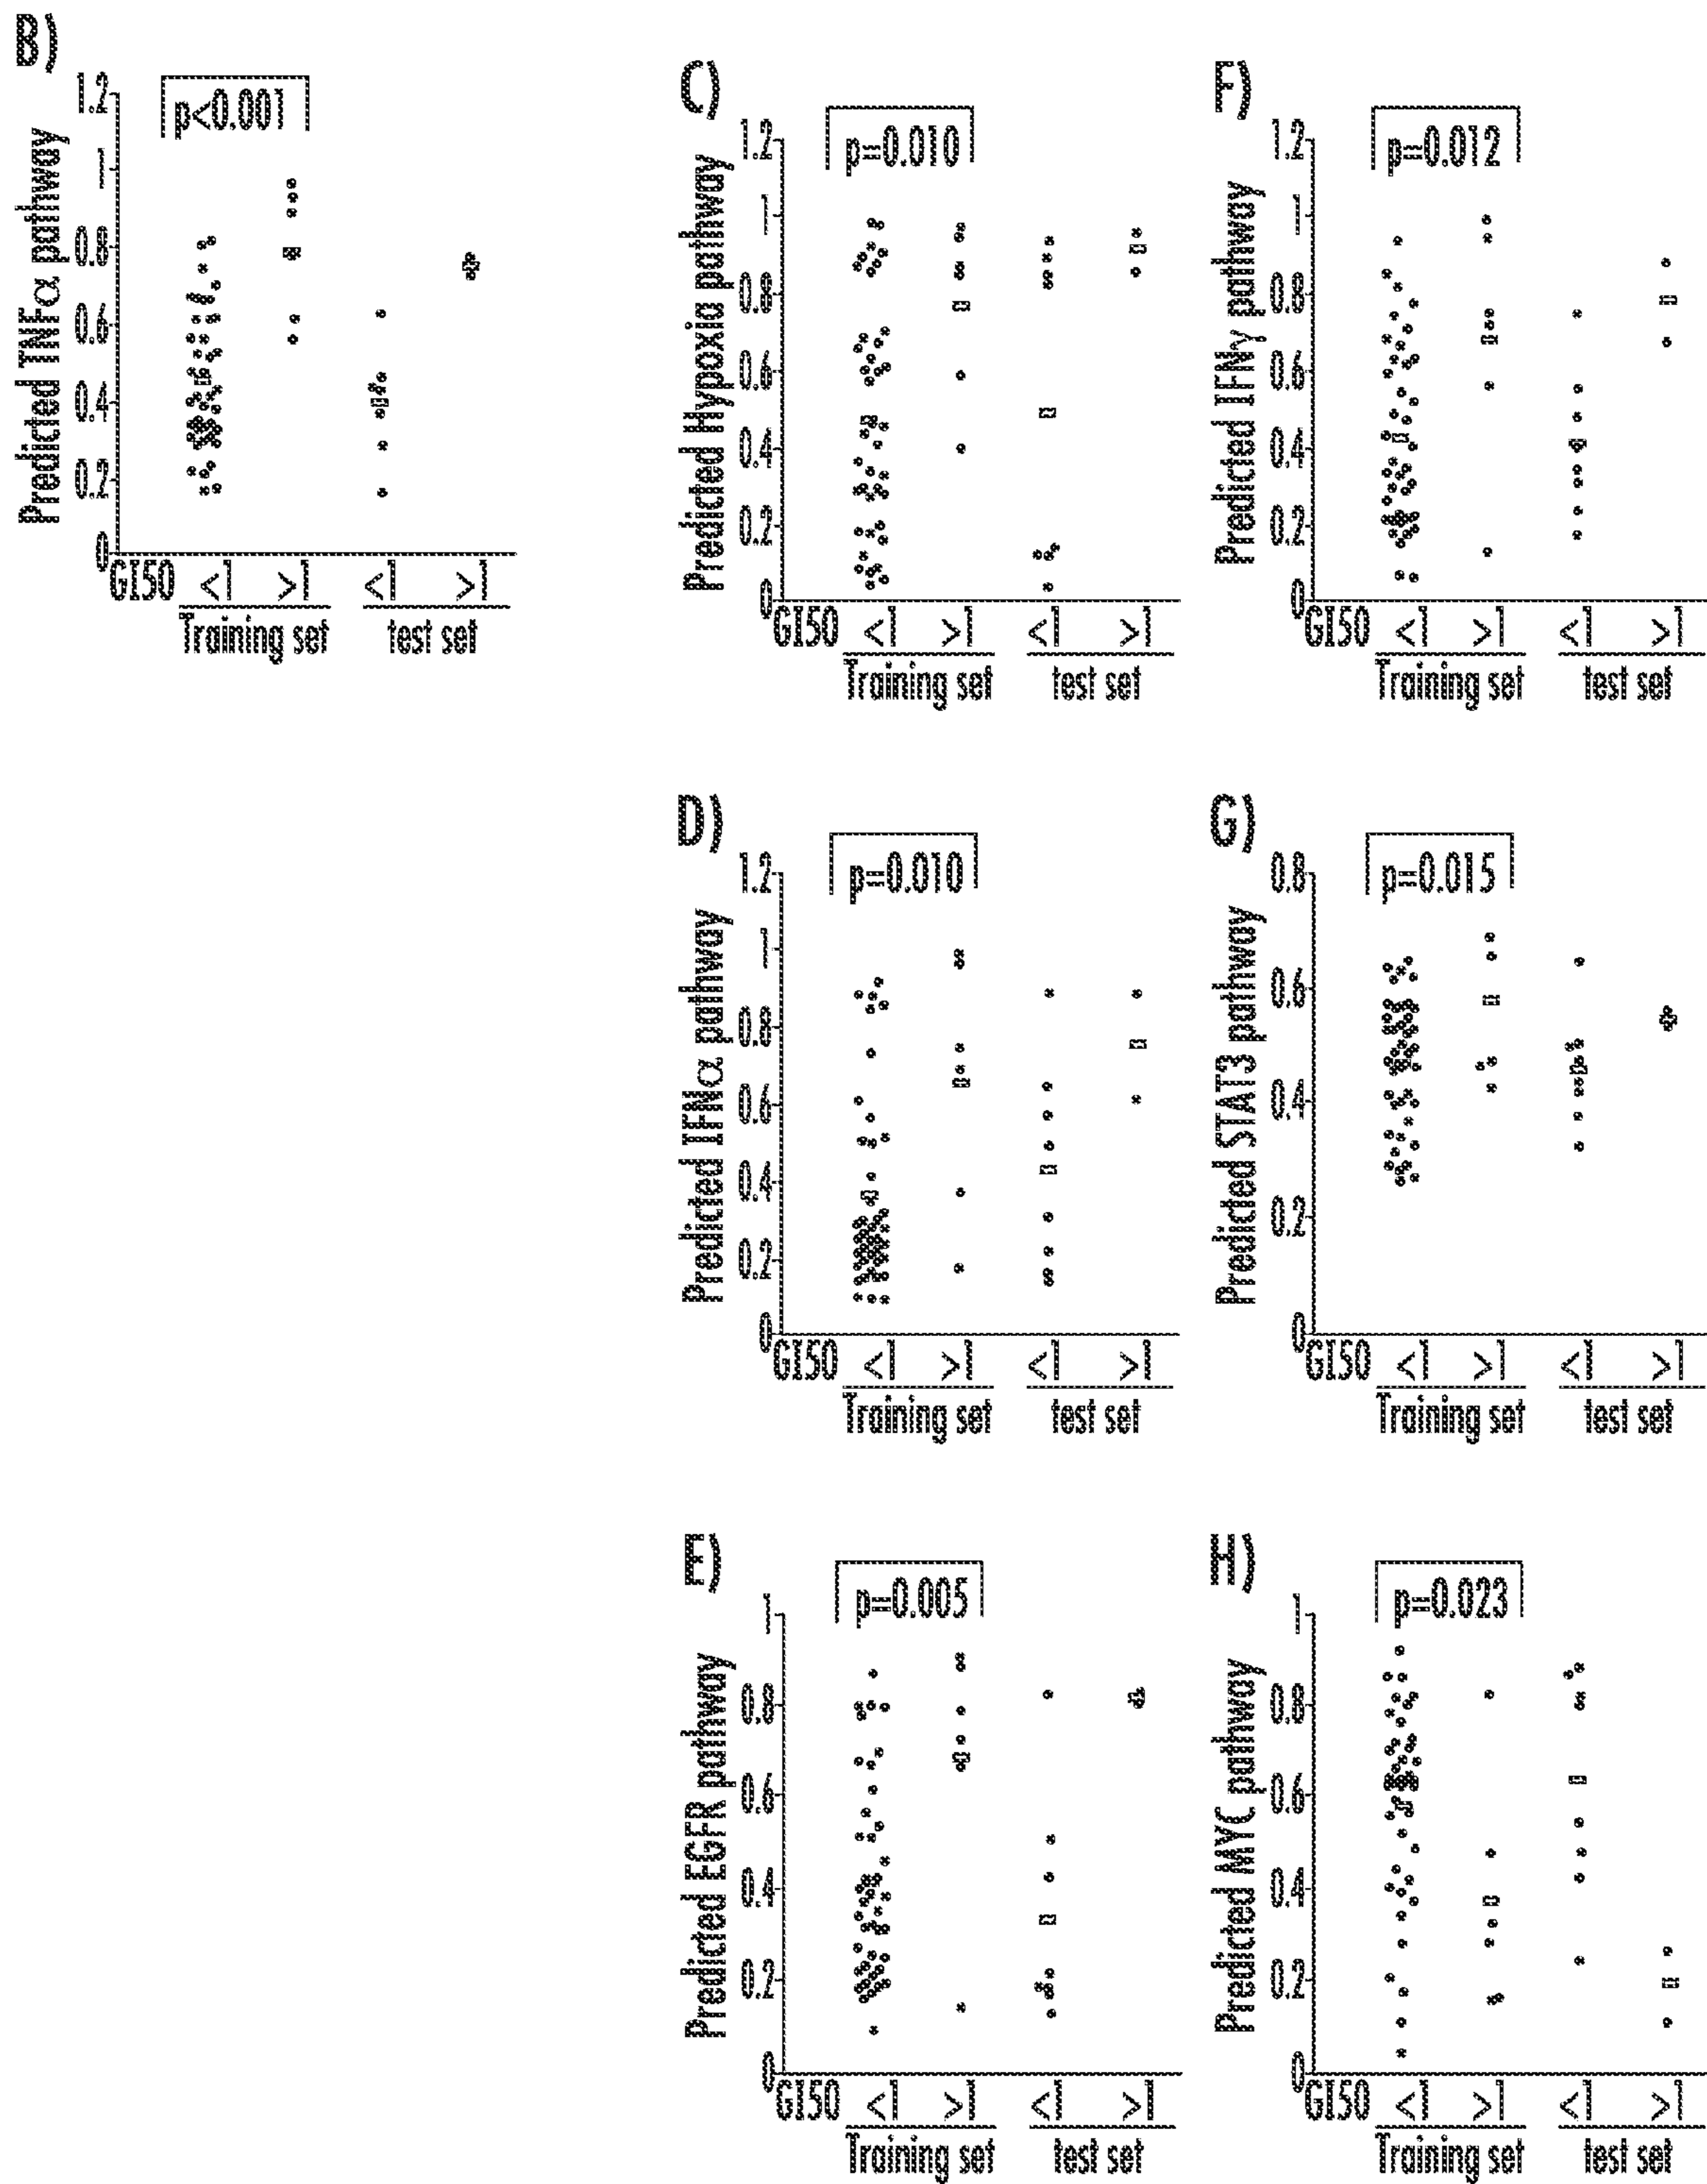 B)
p<0.001
Predicted TNFα pathway
1.2
1
0.8
0.6
0.4
0.2
0
GI50 <1 >1 <1 >1
Training set test set
C)
p=0.010
Predicted Hypoxia pathway
1.2
1
0.8
0.6
0.4
0.2
0
GI50 <1 >1 <1 >1
Training set test set
F)
p=0.012
Predicted IFNγ pathway
1.2
1
0.8
0.6
0.4
0.2
0
GI50 <1 >1 <1 >1
Training set test set
D)
p=0.010
Predicted IFNα pathway
1.2
1
0.8
0.6
0.4
0.2
0
GI50 <1 >1 <1 >1
Training set test set
G)
p=0.015
Predicted STAT3 pathway
0.8
0.6
0.4
0.2
0
GI50 <1 >1 <1 >1
Training set test set
E)
p=0.005
Predicted EGFR pathway
1
0.8
0.6
0.4
0.2
0
GI50 <1 >1 <1 >1
Training set test set
H)
p=0.023
Predicted MYC pathway
1
0.8
0.6
0.4
0.2
0
GI50 <1 >1 <1 >1
Training set test set